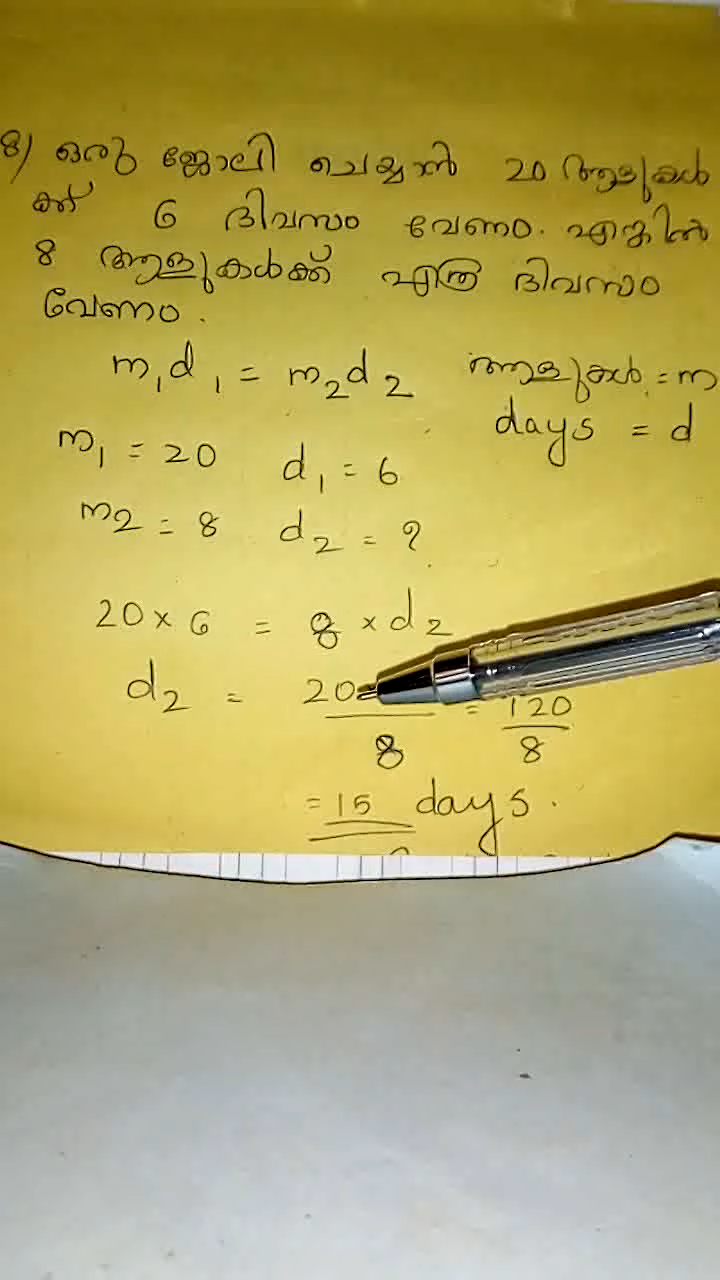 8) ഒരു ജോലി ചെയ്യാൻ 20 ആളുകൾ
ക്ക് 6 ദിവസം വേണം. എങ്കിൽ
8 ആളുകൾക്ക് എത്ര ദിവസം
വേണം.
m₁d₁ = m₂d₂ ആളുകൾ = m
days = d
m₁ = 20 d₁ = 6
m₂ = 8 d₂ = ?
20 × 6 = 8 × d₂
d₂ = 20 / 8 = 120 / 8
= 15 days.